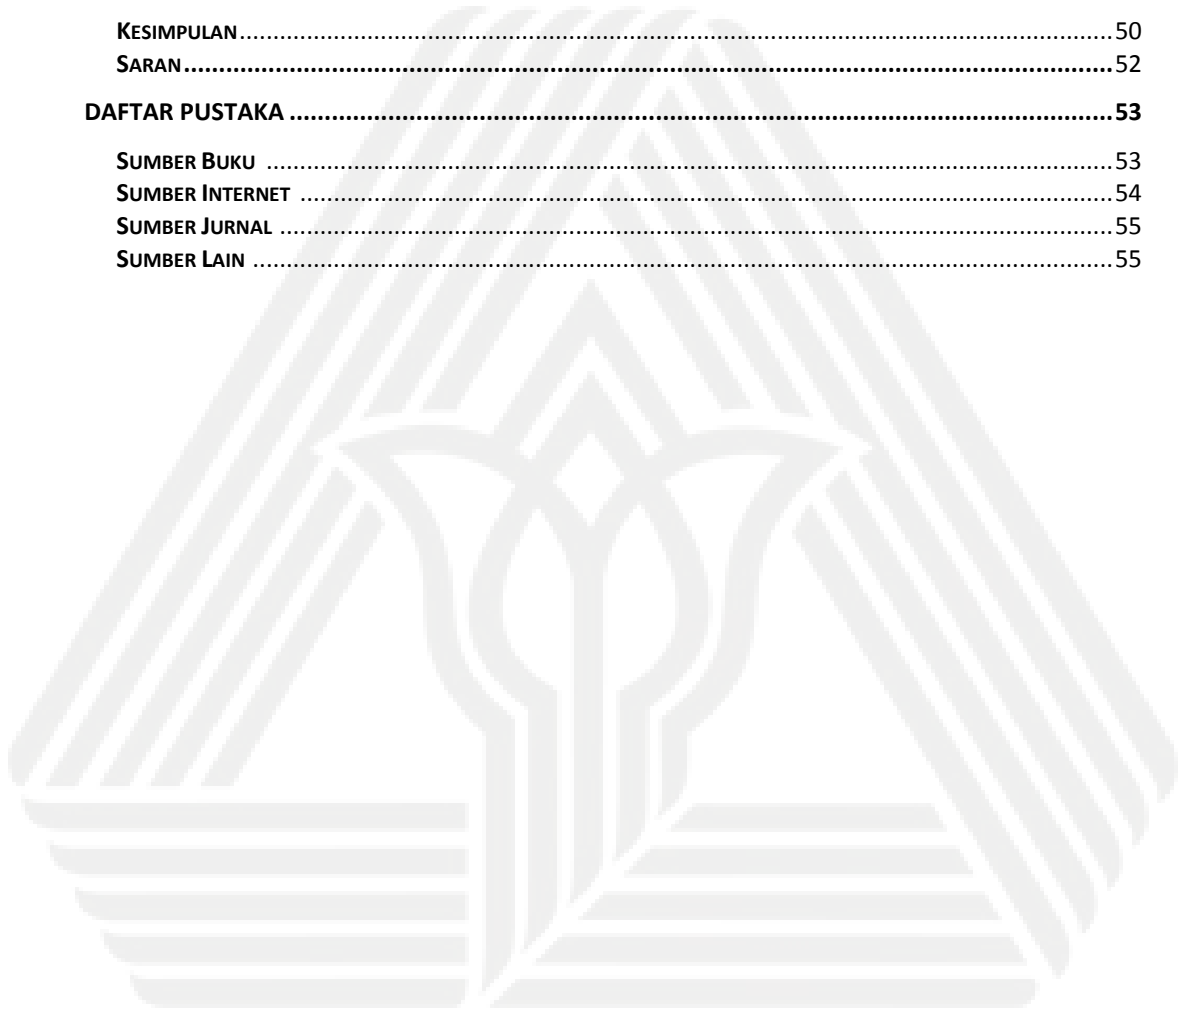 KESIMPULAN..........................................................................................................................................50
SARAN..........................................................................................................................................52
DAFTAR PUSTAKA ..........................................................................................................................................53
SUMBER BUKU ..........................................................................................................................................53
SUMBER INTERNET ..........................................................................................................................................54
SUMBER JURNAL ..........................................................................................................................................55
SUMBER LAIN ..........................................................................................................................................55